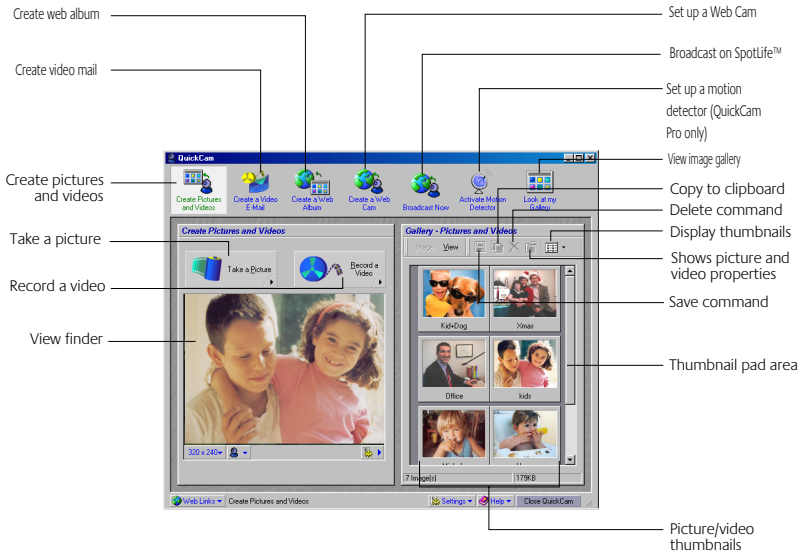 Create web album
Create video mail
Create pictures
and videos
Take a picture
Record a video
View finder
Set up a Web Cam
Broadcast on SpotLife™
Set up a motion
detector (QuickCam
Pro only)
View image gallery
Copy to clipboard
Delete command
Display thumbnails
Shows picture and
video properties
Save command
Thumbnail pad area
Picture/video
thumbnails
QuickCam
Create Pictures
and Videos
Create a Video
E-Mail
Create a Web
Album
Create a Web
Cam
Broadcast Now
Activate Motion
Detector
Look at my
Gallery
Create Pictures and Videos
Take a Picture
Record a
Video
320 x 240
Gallery - Pictures and Videos
Image View
Kid+Dog
Xmas
Office
kids
7 Image(s)
179KB
Web Links
Create Pictures and Videos
Settings
Help
Close QuickCam